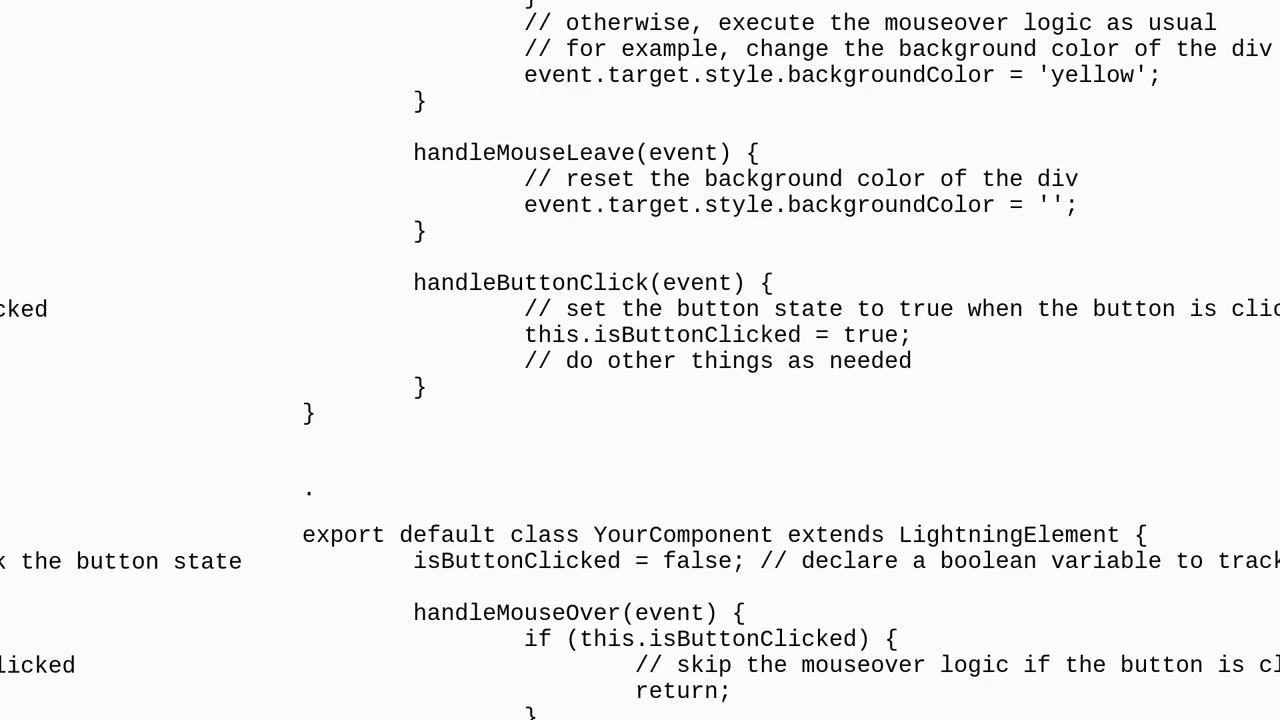 }
// otherwise, execute the mouseover logic as usual
// for example, change the background color of the div
event.target.style.backgroundColor = 'yellow';
}
handleMouseLeave(event) {
// reset the background color of the div
event.target.style.backgroundColor = '';
}
handleButtonClick(event) {
cked // set the button state to true when the button is clic
this.isButtonClicked = true;
// do other things as needed
}
}
.
export default class YourComponent extends LightningElement {
k the button state isButtonClicked = false; // declare a boolean variable to track
handleMouseOver(event) {
if (this.isButtonClicked) {
licked // skip the mouseover logic if the button is cl
return;
}